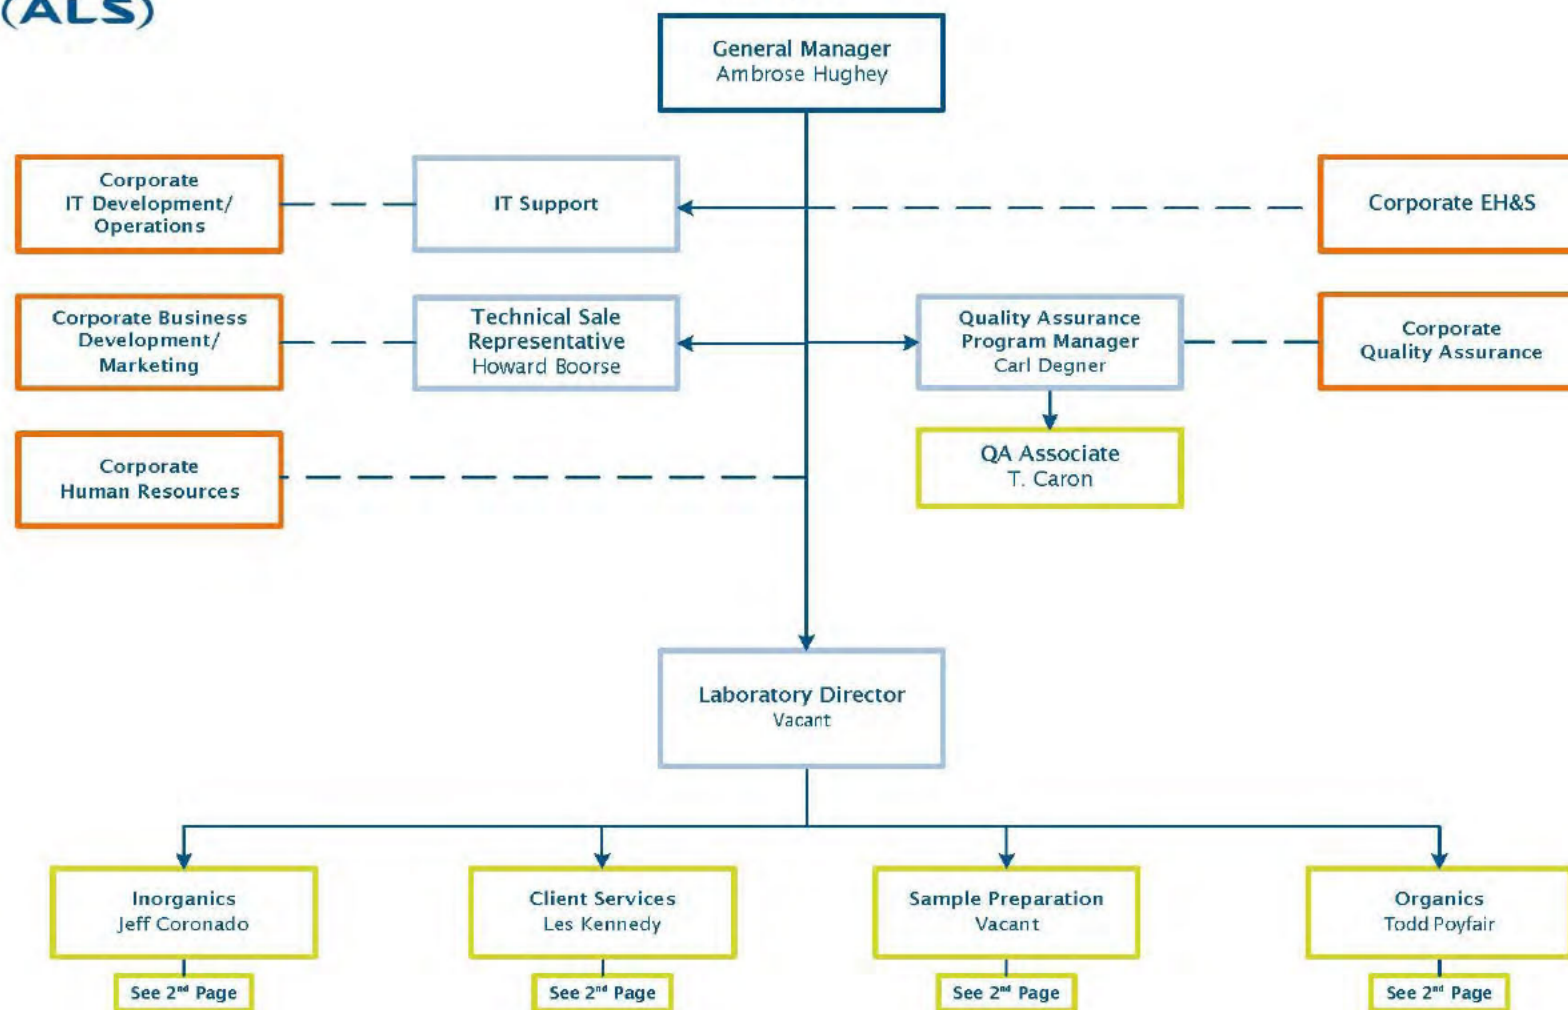 (ALS)
General Manager
Ambrose Hughey
Corporate
IT Development/
Operations
IT Support
Corporate EH&S
Corporate Business
Development/
Marketing
Technical Sale
Representative
Howard Boorse
Quality Assurance
Program Manager
Carl Degner
Corporate
Quality Assurance
Corporate
Human Resources
QA Associate
T. Caron
Laboratory Director
Vacant
Inorganics
Jeff Coronado
Client Services
Les Kennedy
Sample Preparation
Vacant
Organics
Todd Poyfair
See 2nd Page
See 2nd Page
See 2nd Page
See 2nd Page